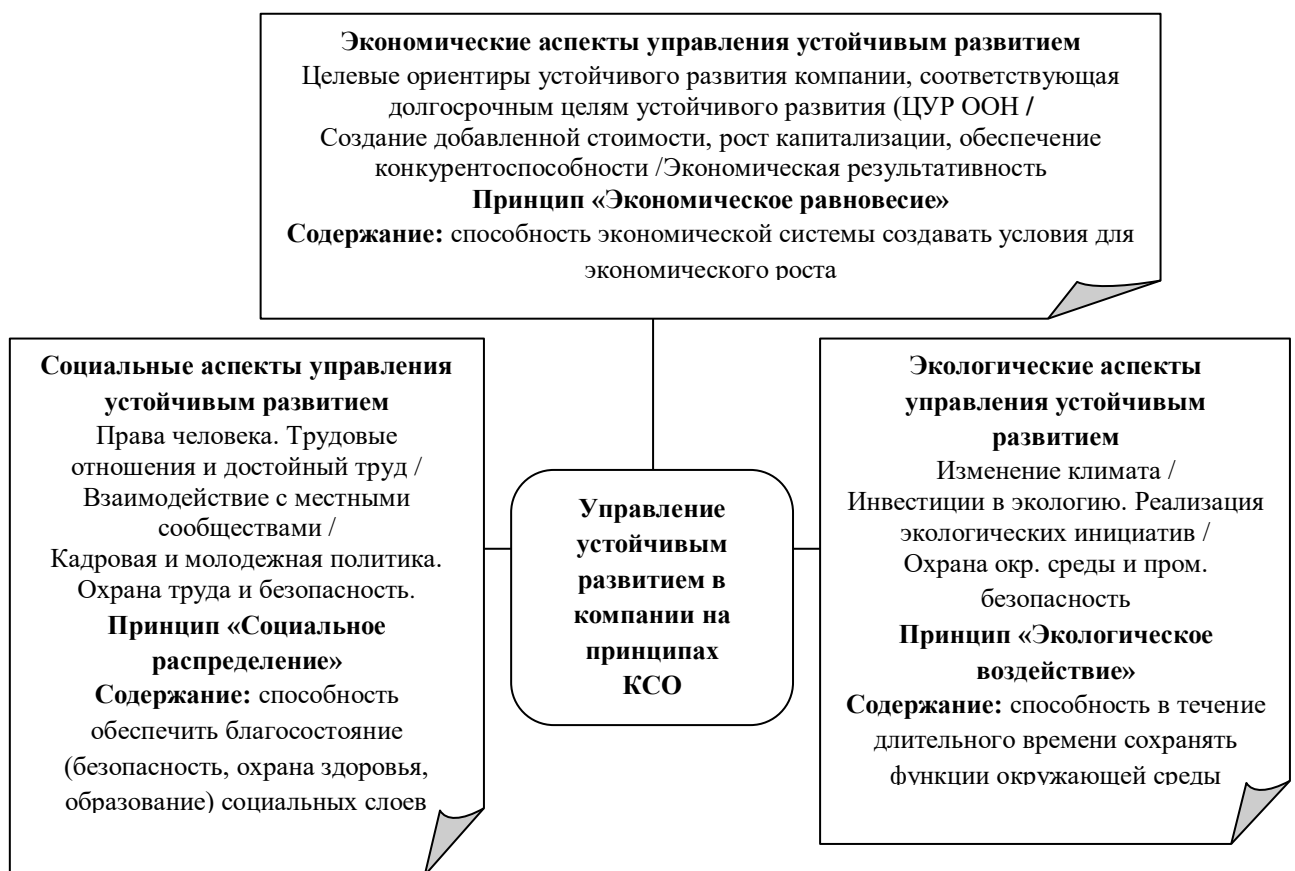 Экономические аспекты управления устойчивым развитием
Целевые ориентиры устойчивого развития компании, соответствующая
долгосрочным целям устойчивого развития (ЦУР ООН /
Создание добавленной стоимости, рост капитализации, обеспечение
конкурентоспособности /Экономическая результативность
Принцип «Экономическое равновесие»
Содержание: способность экономической системы создавать условия для
экономического роста
Социальные аспекты управления
устойчивым развитием
Права человека. Трудовые
отношения и достойный труд /
Взаимодействие с местными
сообществами /
Кадровая и молодежная политика.
Охрана труда и безопасность.
Принцип «Социальное
распределение»
Содержание: способность
обеспечить благосостояние
(безопасность, охрана здоровья,
образование) социальных слоев
Управление
устойчивым
развитием в
компании на
принципах
КСО
Экологические аспекты
управления устойчивым
развитием
Изменение климата /
Инвестиции в экологию. Реализация
экологических инициатив /
Охрана окр. среды и пром.
безопасность
Принцип «Экологическое
воздействие»
Содержание: способность в течение
длительного времени сохранять
функции окружающей среды